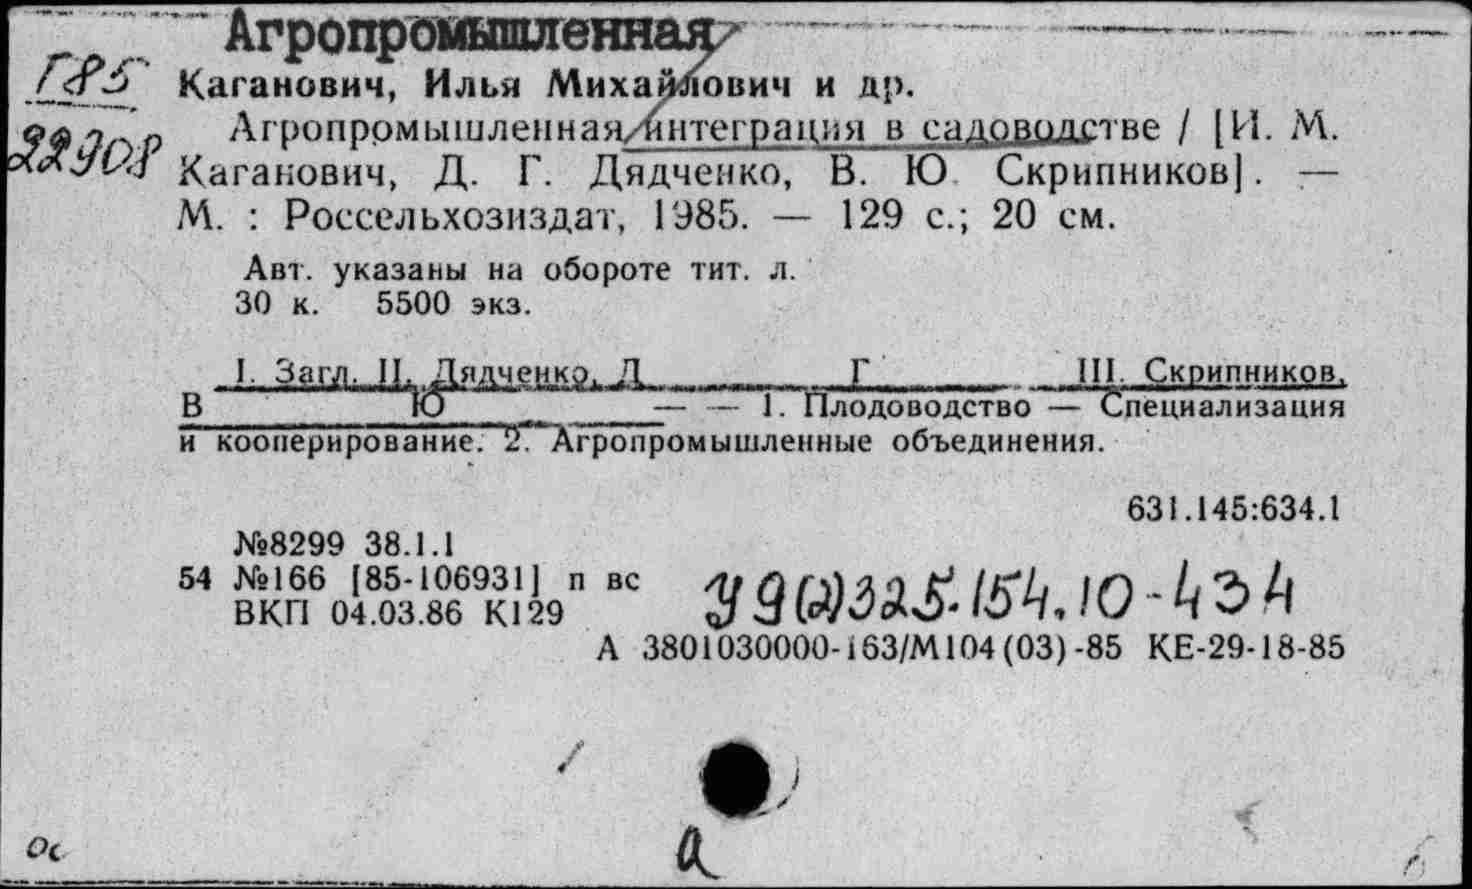 Агропромышленная
Г85
22908
Каганович, Илья Михайлович и др.
Агропромышленная интеграция в садоводстве / [И. М.
Каганович, Д. Г. Дядченко, В. Ю. Скрипников]. —
М. : Россельхозиздат, 1985. — 129 с.; 20 см.
Авт. указаны на обороте тит. л.
30 к. 5500 экз.
I. Загл. II. Дядченко, Д Г III. Скрипников,
В Ю — — 1. Плодоводство — Специализация
и кооперирование. 2. Агропромышленные объединения.
631.145:634.1
№8299 38.1.1
54 №166 [85-106931] п вс
ВКП 04.03.86 К129
У9(2)325.154.10-434
А 3801030000-163/М104(03)-85 КЕ-29-18-85
а